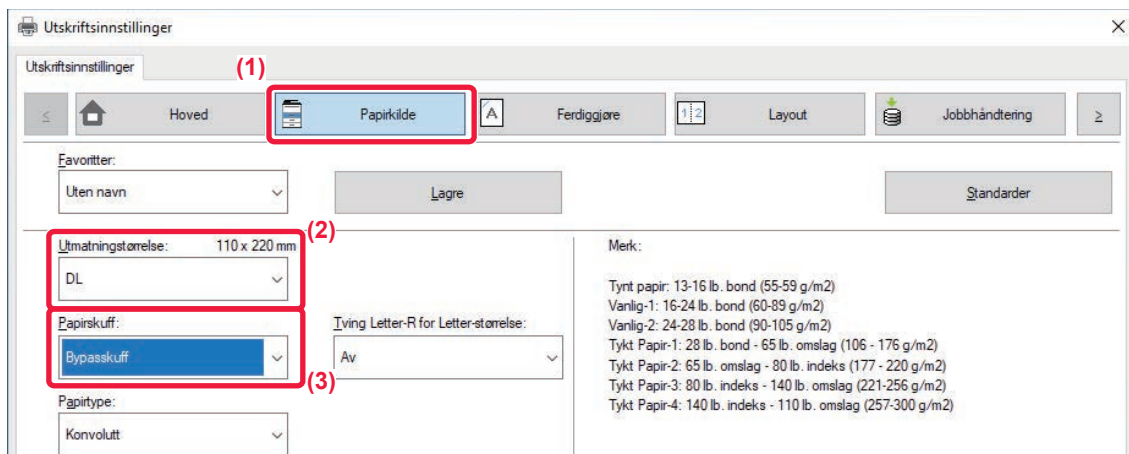 Utskriftsinnstillinger
Utskriftsinnstillinger
(1)
≤ Hoved Papirkilde A Ferdiggjøre 1 2 Layout Jobbhåndtering ≥
Favoritter:
Uten navn Lagre Standarder
Utmatningstørrelse: 110 x 220 mm (2) Merk:
DL
Tynt papir: 13-16 lb. bond (55-59 g/m2)
Vanlig-1: 16-24 lb. bond (60-89 g/m2)
Papirskuff: Tving Letter-R for Letter-størrelse: Vanlig-2: 24-28 lb. bond (90-105 g/m2)
Tykt Papir-1: 28 lb. bond - 65 lb. omslag (106 - 176 g/m2)
Bypasskuff Av Tykt Papir-2: 65 lb. omslag - 80 lb. indeks (177 - 220 g/m2)
(3) Tykt Papir-3: 80 lb. indeks - 140 lb. omslag (221-256 g/m2)
Papirtype: Tykt Papir-4: 140 lb. indeks - 110 lb. omslag (257-300 g/m2)
Konvolutt